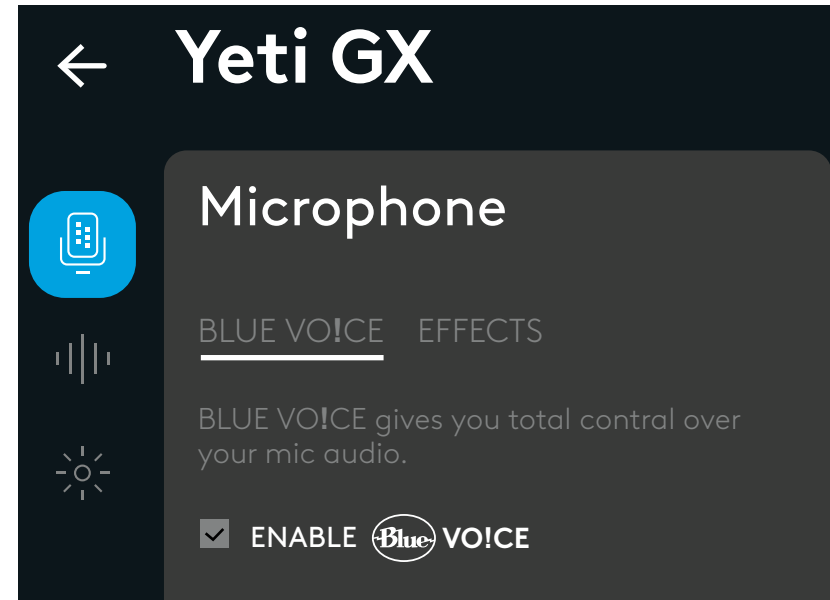 Yeti GX
Microphone
BLUE VO!CE EFFECTS
BLUE VO!CE gives you total contral over
your mic audio.
ENABLE Blue VO!CE